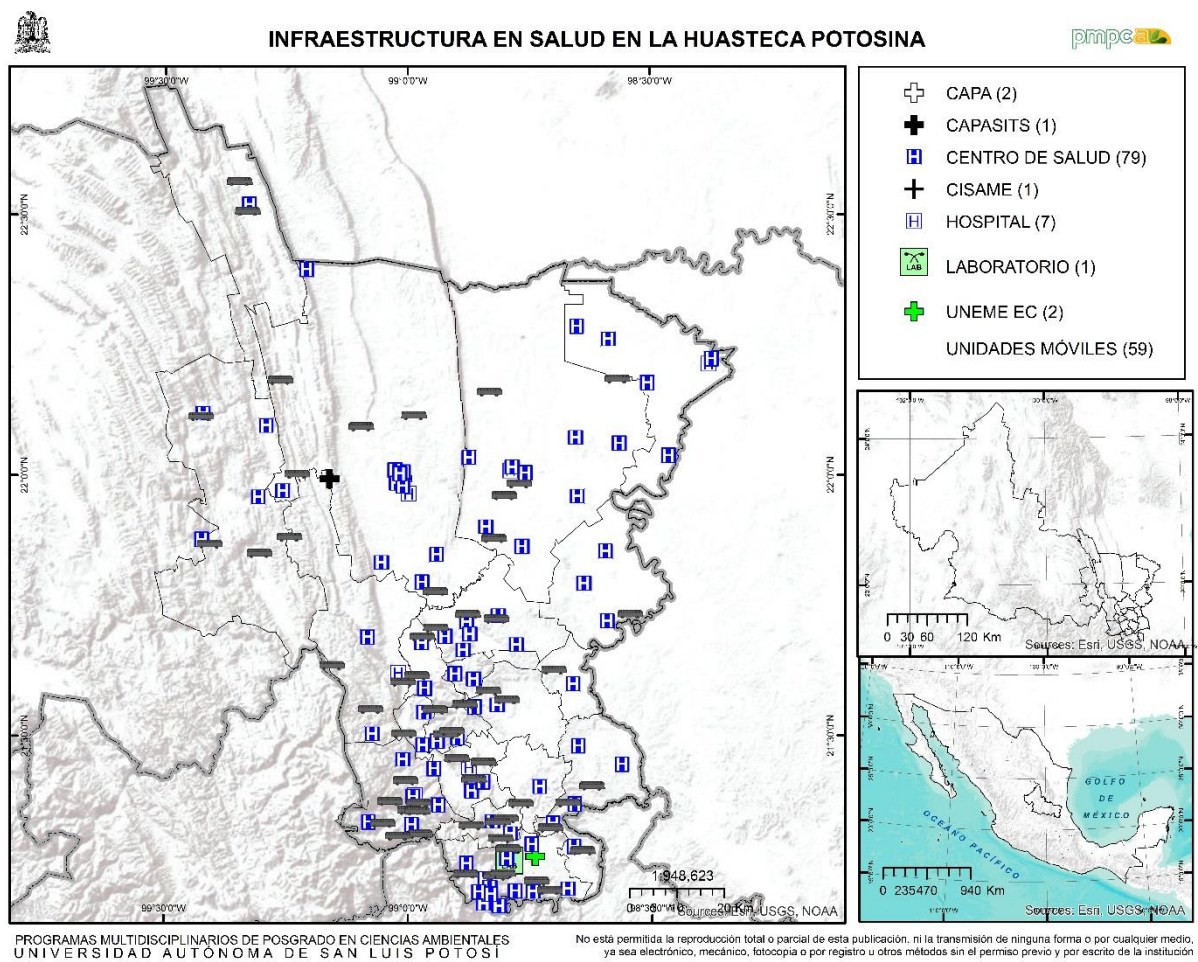 INFRAESTRUCTURA EN SALUD EN LA HUASTECA POTOSINA
pmpca
99°30'0"W
99°0'0"W
98°30'0"W
22°30'0"N
22°30'0"N
22°0'0"N
22°0'0"N
21°30'0"N
21°30'0"N
99°30'0"W
99°0'0"W
98°30'0"W
1:948,623
20 Km
Sources: Esri, USGS, NOAA
CAPA (2)
CAPASITS (1)
CENTRO DE SALUD (79)
CISAME (1)
HOSPITAL (7)
LAB
LABORATORIO (1)
UNEME EC (2)
UNIDADES MÓVILES (59)
0 30 60 120 Km
Sources: Esri, USGS, NOAA
GOLFO
DE
MÉXICO
OCEANO PACÍFICO
0 235470 940 Km
Sources: Esri, USGS, NOAA
PROGRAMAS MULTIDISCIPLINARIOS DE POSGRADO EN CIENCIAS AMBIENTALES
UNIVERSIDAD AUTÓNOMA DE SAN LUIS POTOSÍ
No está permitida la reproducción total o parcial de esta publicación, ni la transmisión de ninguna forma o por cualquier medio,
ya sea electrónico, mecánico, fotocopia o por registro u otros métodos sin el permiso previo y por escrito de la institución